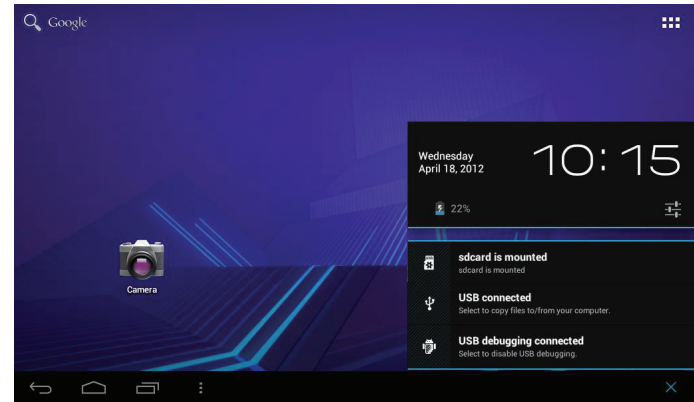 Google
Wednesday
April 18, 2012
10:15
22%
sdcard is mounted
sdcard is mounted
USB connected
Select to copy files to/from your computer.
USB debugging connected
Select to disable USB debugging.
Camera